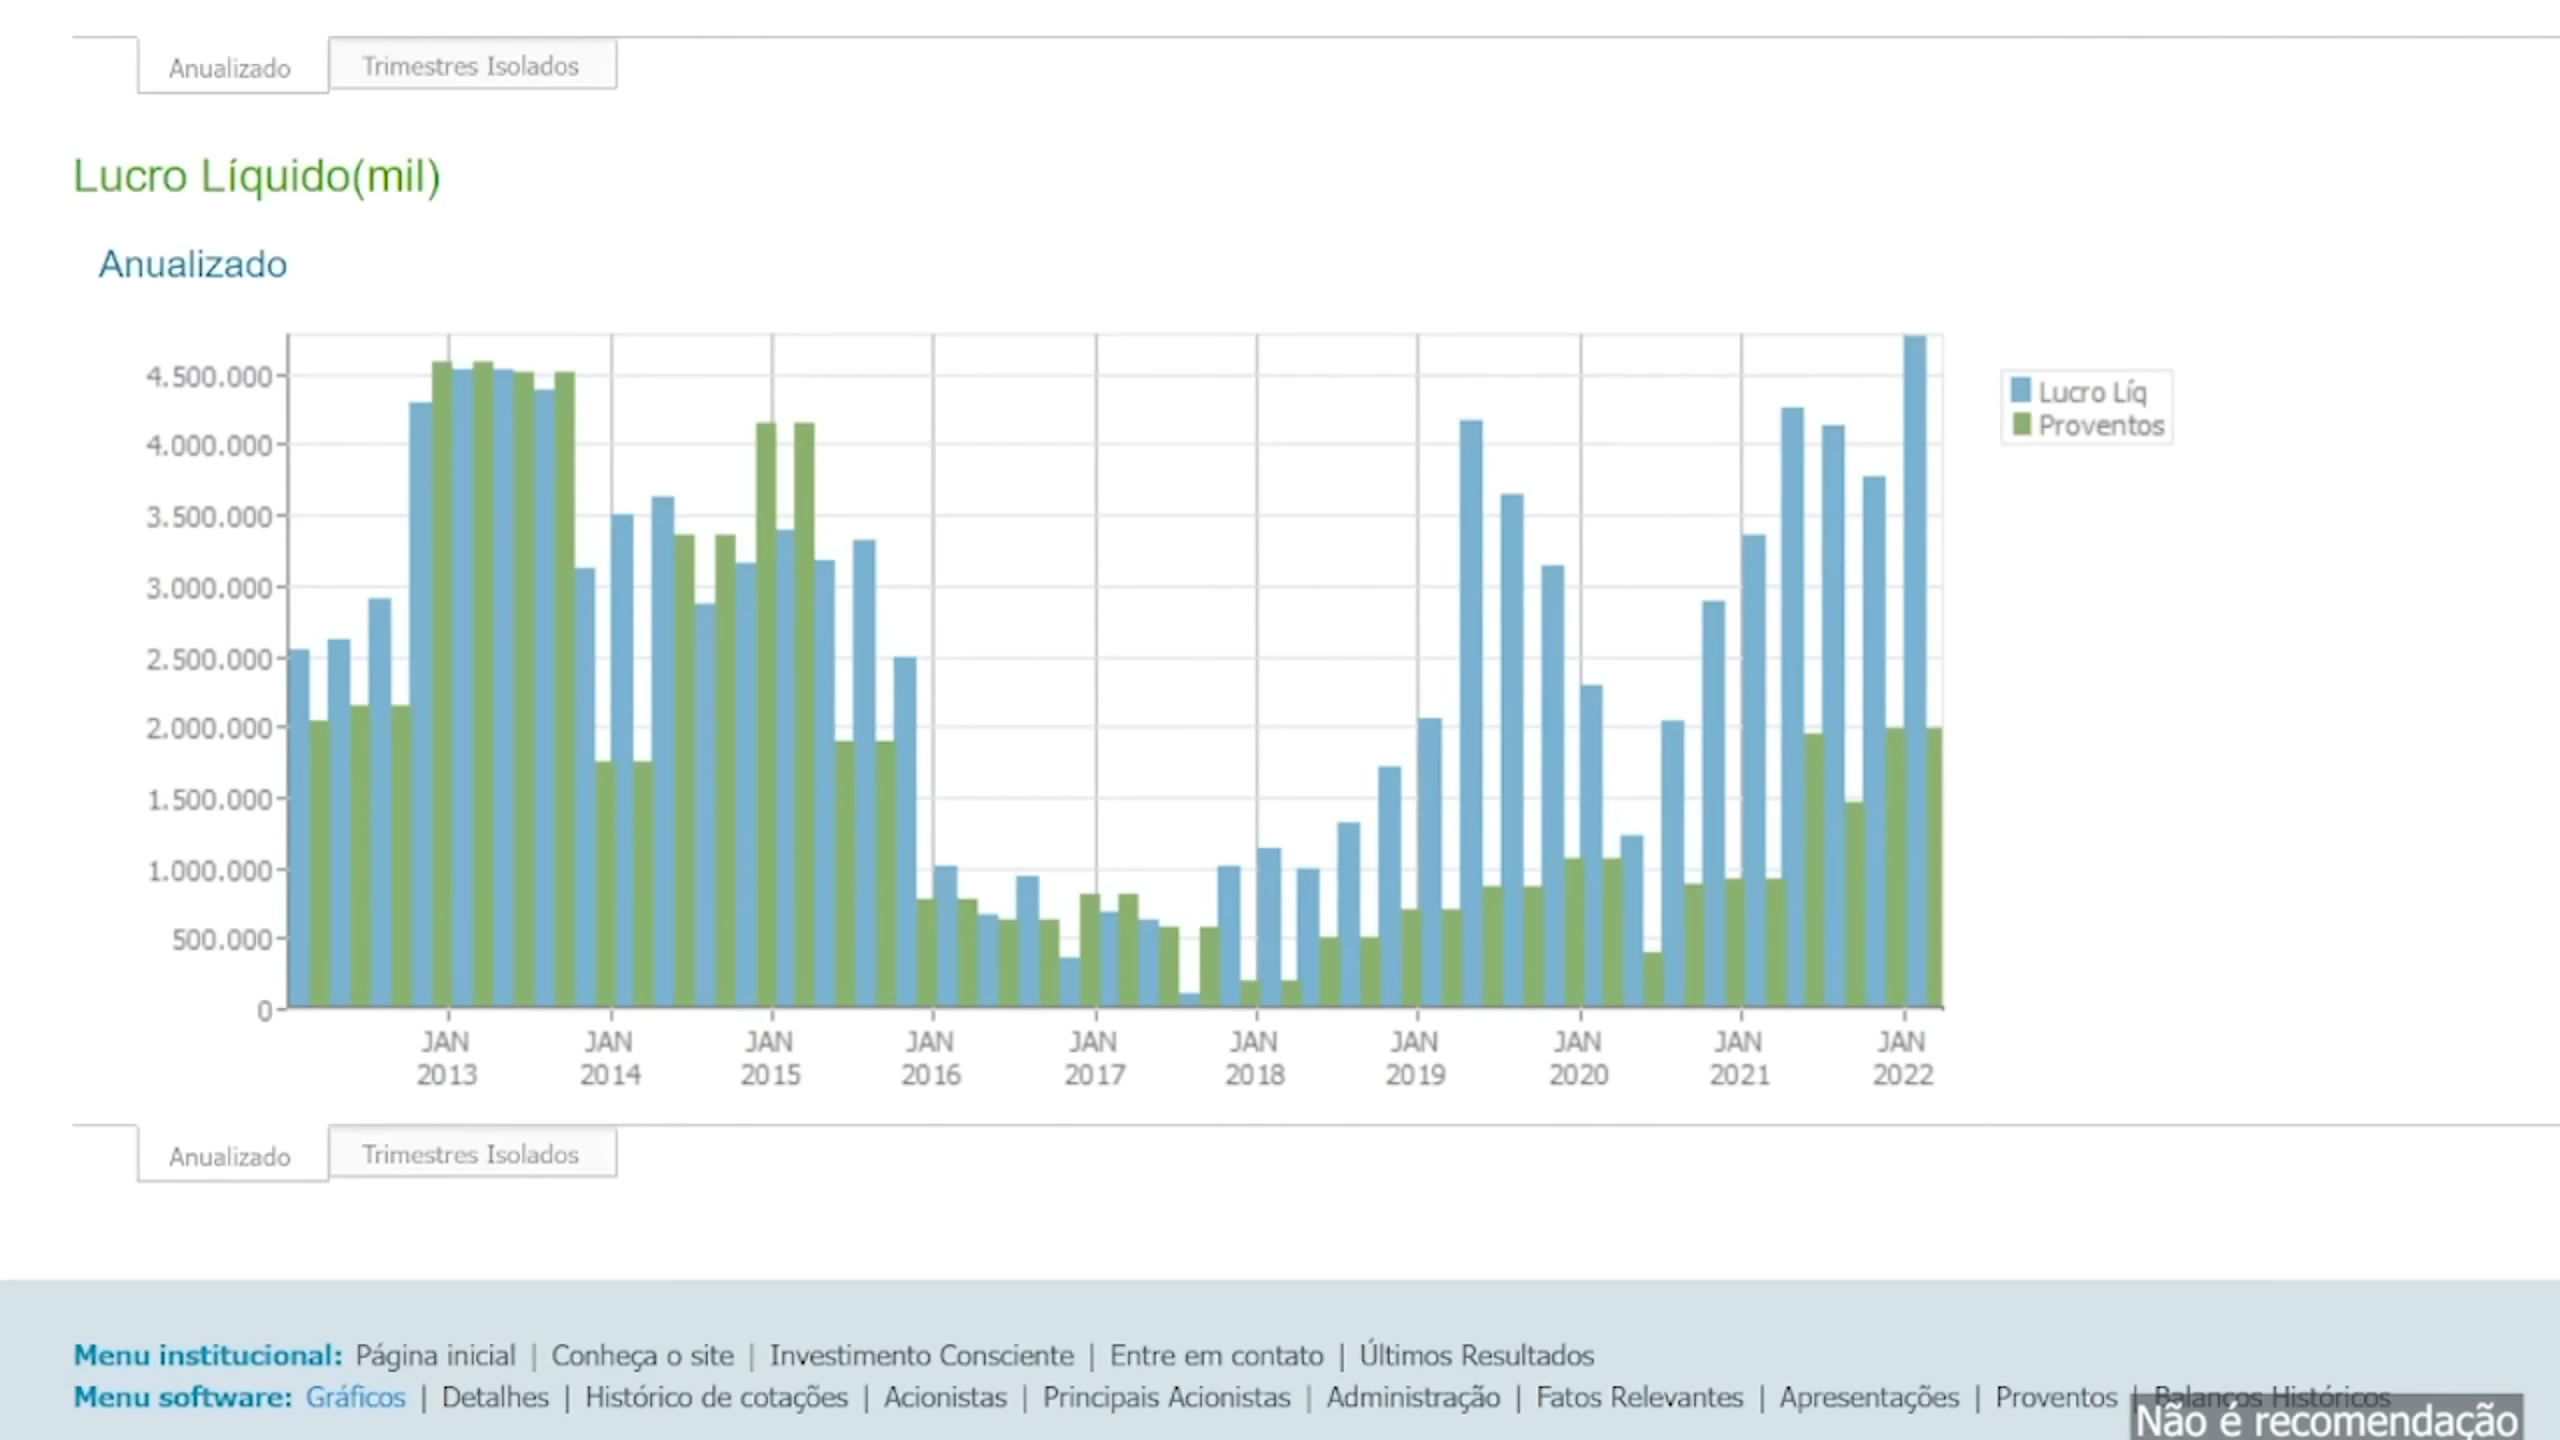 Anualizado Trimestres Isolados
Lucro Líquido(mil)
Anualizado
4.500.000
4.000.000
3.500.000
3.000.000
2.500.000
2.000.000
1.500.000
1.000.000
500.000
0
Lucro Líq
Proventos
JAN JAN JAN JAN JAN JAN JAN JAN JAN JAN
2013 2014 2015 2016 2017 2018 2019 2020 2021 2022
Anualizado Trimestres Isolados
Menu institucional: Página inicial | Conheça o site | Investimento Consciente | Entre em contato | Últimos Resultados
Menu software: Gráficos | Detalhes | Histórico de cotações | Acionistas | Principais Acionistas | Administração | Fatos Relevantes | Apresentações | Proventos | Balanços Históricos
Não é recomendação